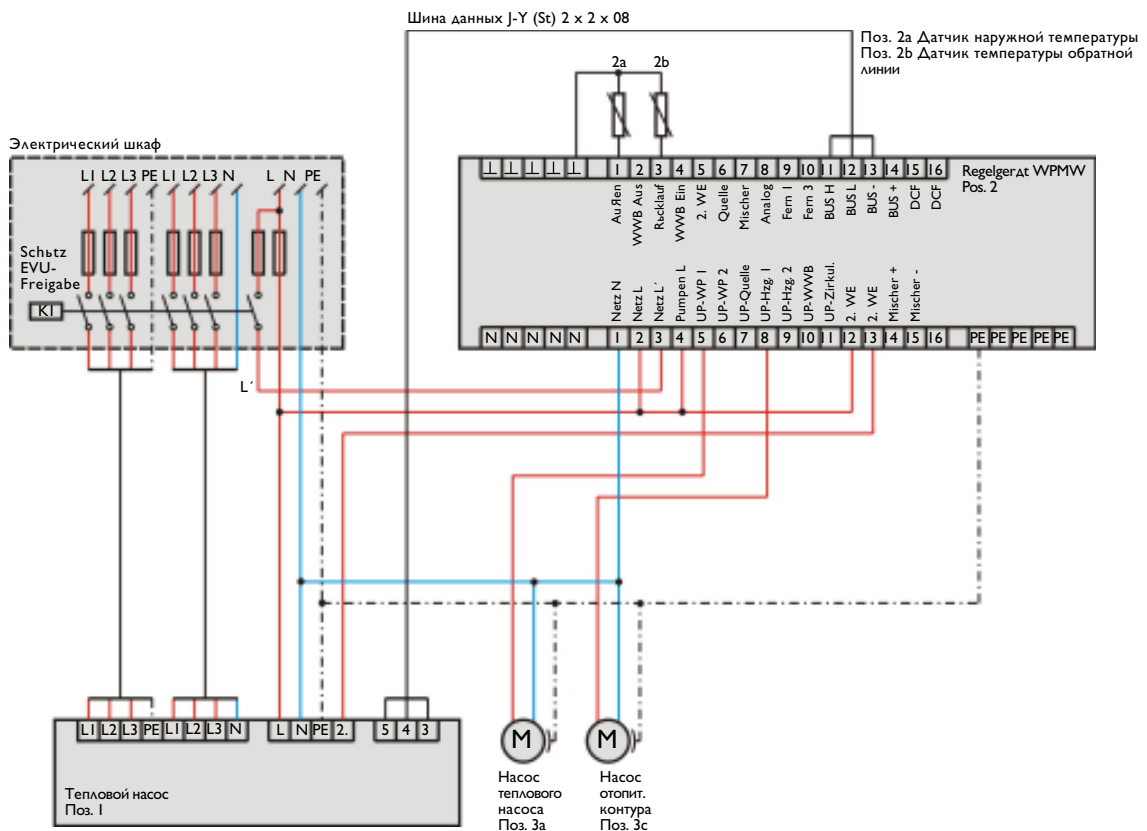 Шина данных J-Y (St) 2 x 2 x 08
Поз. 2a Датчик наружной температуры
Поз. 2b Датчик температуры обратной
линии
2a 2b
Электрический шкаф
L1 L2 L3 PE L1 L2 L3 N L N PE
Schьtz
EVU-
Freigabe
K1
L´
⊥ ⊥ ⊥ ⊥ ⊥ 1 2 3 4 5 6 7 8 9 10 11 12 13 14 15 16
Regelgerдt WPMW
Pos. 2
AuЯen
WWB Aus
Rьcklauf
WWB Ein
2. WE
Quelle
Mischer
Analog
Fern 1
Fern 3
BUS H
BUS L
BUS -
BUS +
DCF
DCF
Netz N
Netz L
Netz L´
Pumpen L
UP-WP 1
UP-WP 2
UP-Quelle
UP-Hzg. 1
UP-Hzg. 2
UP-WWB
UP-Zirkul.
2. WE
2. WE
Mischer +
Mischer -
N N N N N 1 2 3 4 5 6 7 8 9 10 11 12 13 14 15 16 PE PE PE PE PE
L1 L2 L3 PE L1 L2 L3 N L N PE 2. 5 4 3
Тепловой насос
Поз. 1
M
Насос
теплового
насоса
Поз. 3a
M
Насос
отопит.
контура
Поз. 3c